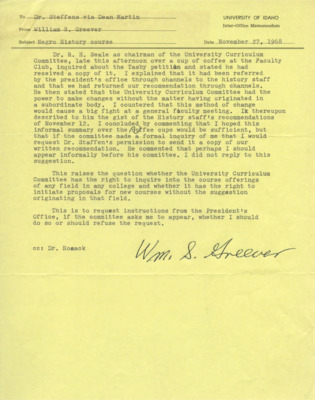 To Dr. Steffens via Dean Martin
UNIVERSITY OF IDAHO
Inter-Office Memorandum
From William S. Greever
Subject Negro History course Date November 27, 1968
Dr. R. H. Seale as chairman of the University Curriculum
Committee, late this afternoon over a cup of coffee at the Faculty
Club, inquired about the Tasby petition and stated he had
received a copy of it. I explained that it had been referred
by the president's office through channels to the history staff
and that we had returned our recommendation through channels.
He then stated that the University Curriculum Committee had the
power to make changes without the matter having originated in
a subordinate body. I countered that this method of change
would cause a big fight at a general faculty meeting. I thereupon
described to him the gist of the History staff's recommendations
of November 12. I concluded by commenting that I hoped this
informal summary over the coffee cups would be sufficient, but
that if the committee made a formal inquiry of me that I would
request Dr. Staffen's permission to send it a copy of our
written recommendation. He commented that perhaps I should
appear informally before his committee. I did not reply to this
suggestion.
This raises the question whether the University Curriculum
Committee has the right to inquire into the course offerings
of any field in any college and whether it has the right to
initiate proposals for new courses without the suggestion
originating in that field.
This is to request instructions from the President's
Office, if the committee asks me to appear, whether I should
do so or should refuse the request.
cc: Dr. Kossek
Wm. S. Greever